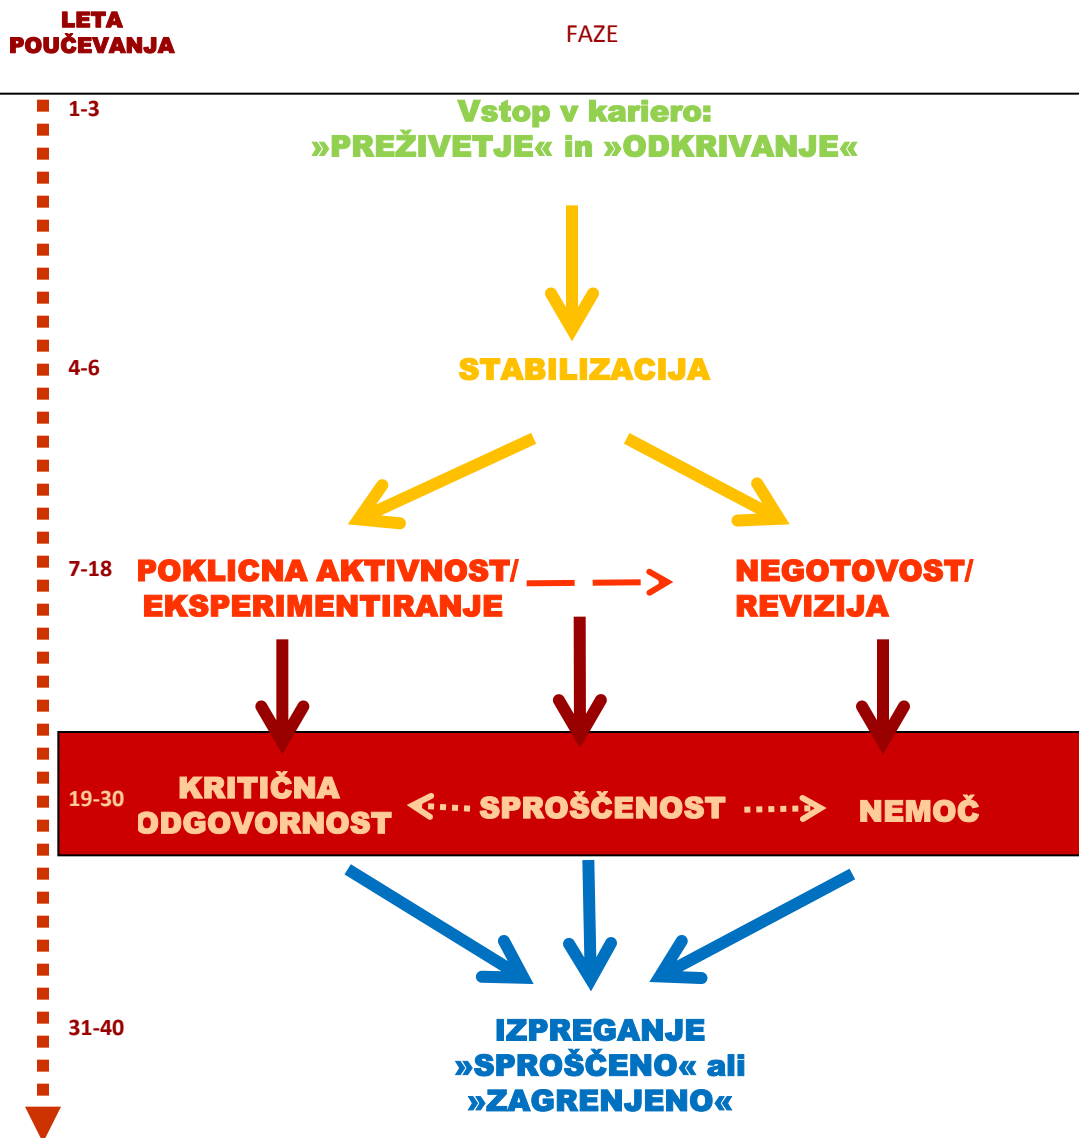 LETA
POUČEVANJA
FAZE
1-3
Vstop v kariero:
»PREŽIVETJE« in »ODKRIVANJE«
4-6
STABILIZACIJA
7-18
POKLICNA AKTIVNOST/
EKSPERIMENTIRANJE
NEGOTOVOST/
REVIZIJA
19-30
KRITIČNA
ODGOVORNOST
SPROŠČENOST
NEMOČ
31-40
IZPREGANJE
»SPROŠČENO« ali
»ZAGRENJENO«